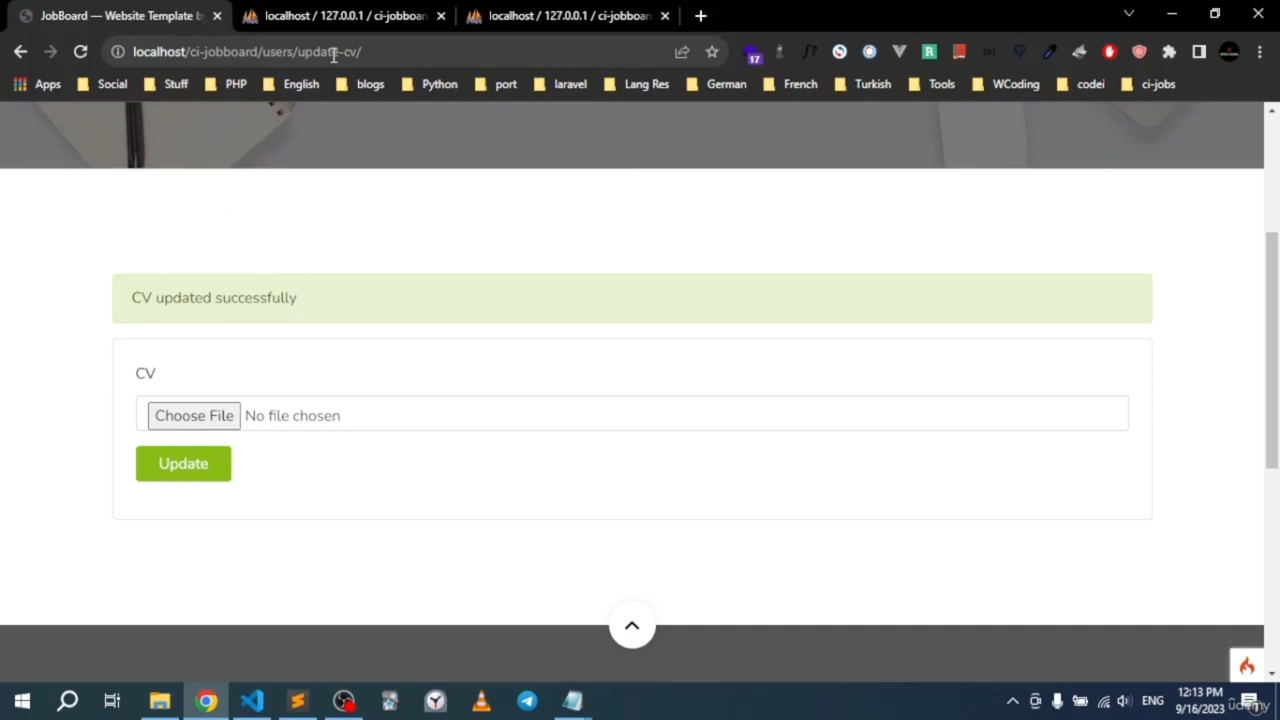 JobBoard — Website Template by
localhost / 127.0.0.1 / ci-jobboar
localhost / 127.0.0.1 / ci-jobboar
localhost/ci-jobboard/users/update-cv/
17
Apps
Social
Stuff
PHP
English
blogs
Python
port
laravel
Lang Res
German
French
Turkish
Tools
WCoding
codei
ci-jobs
CV updated successfully
CV
Choose File
No file chosen
Update
ENG
12:13 PM
9/16/2023
udemy